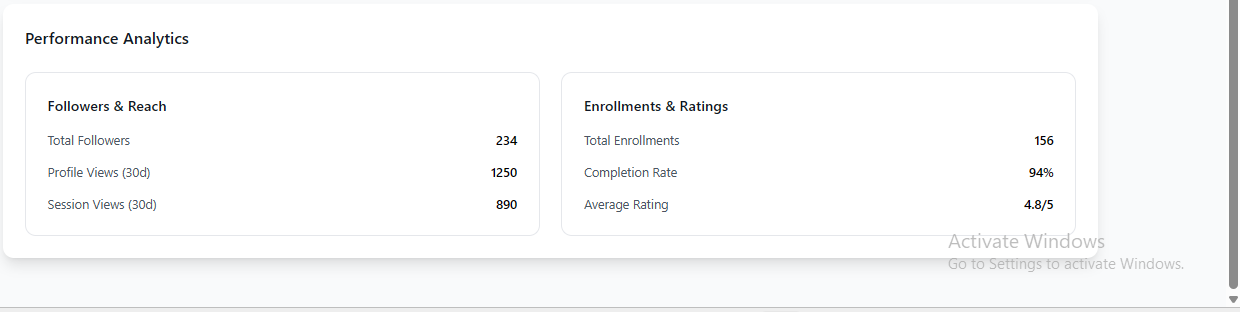 Performance Analytics
Followers & Reach
Total Followers 234
Profile Views (30d) 1250
Session Views (30d) 890
Enrollments & Ratings
Total Enrollments 156
Completion Rate 94%
Average Rating 4.8/5
Activate Windows
Go to Settings to activate Windows.